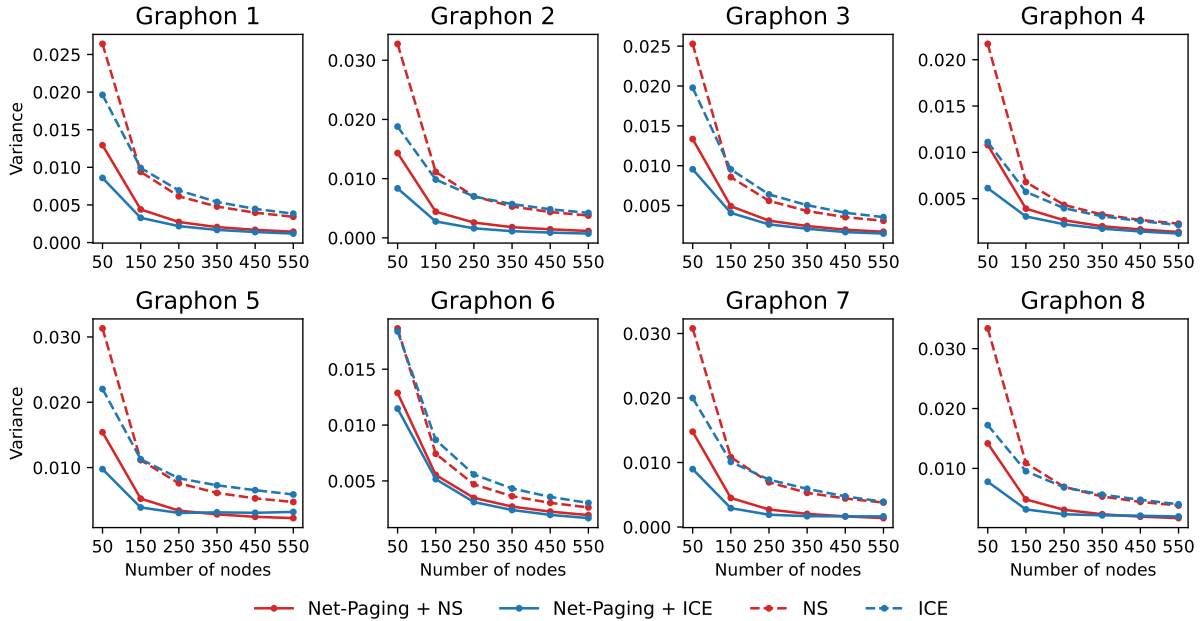 Graphon 1
Graphon 2
Graphon 3
Graphon 4
Variance
0.025
0.020
0.015
0.010
0.005
0.000
50 150 250 350 450 550
0.030
0.020
0.010
0.000
50 150 250 350 450 550
0.025
0.020
0.015
0.010
0.005
50 150 250 350 450 550
0.020
0.015
0.010
0.005
50 150 250 350 450 550
Graphon 5
Graphon 6
Graphon 7
Graphon 8
Variance
0.030
0.020
0.010
50 150 250 350 450 550
Number of nodes
0.015
0.010
0.005
50 150 250 350 450 550
Number of nodes
0.030
0.020
0.010
0.000
50 150 250 350 450 550
Number of nodes
0.030
0.020
0.010
50 150 250 350 450 550
Number of nodes
Net-Paging + NS
Net-Paging + ICE
NS
ICE